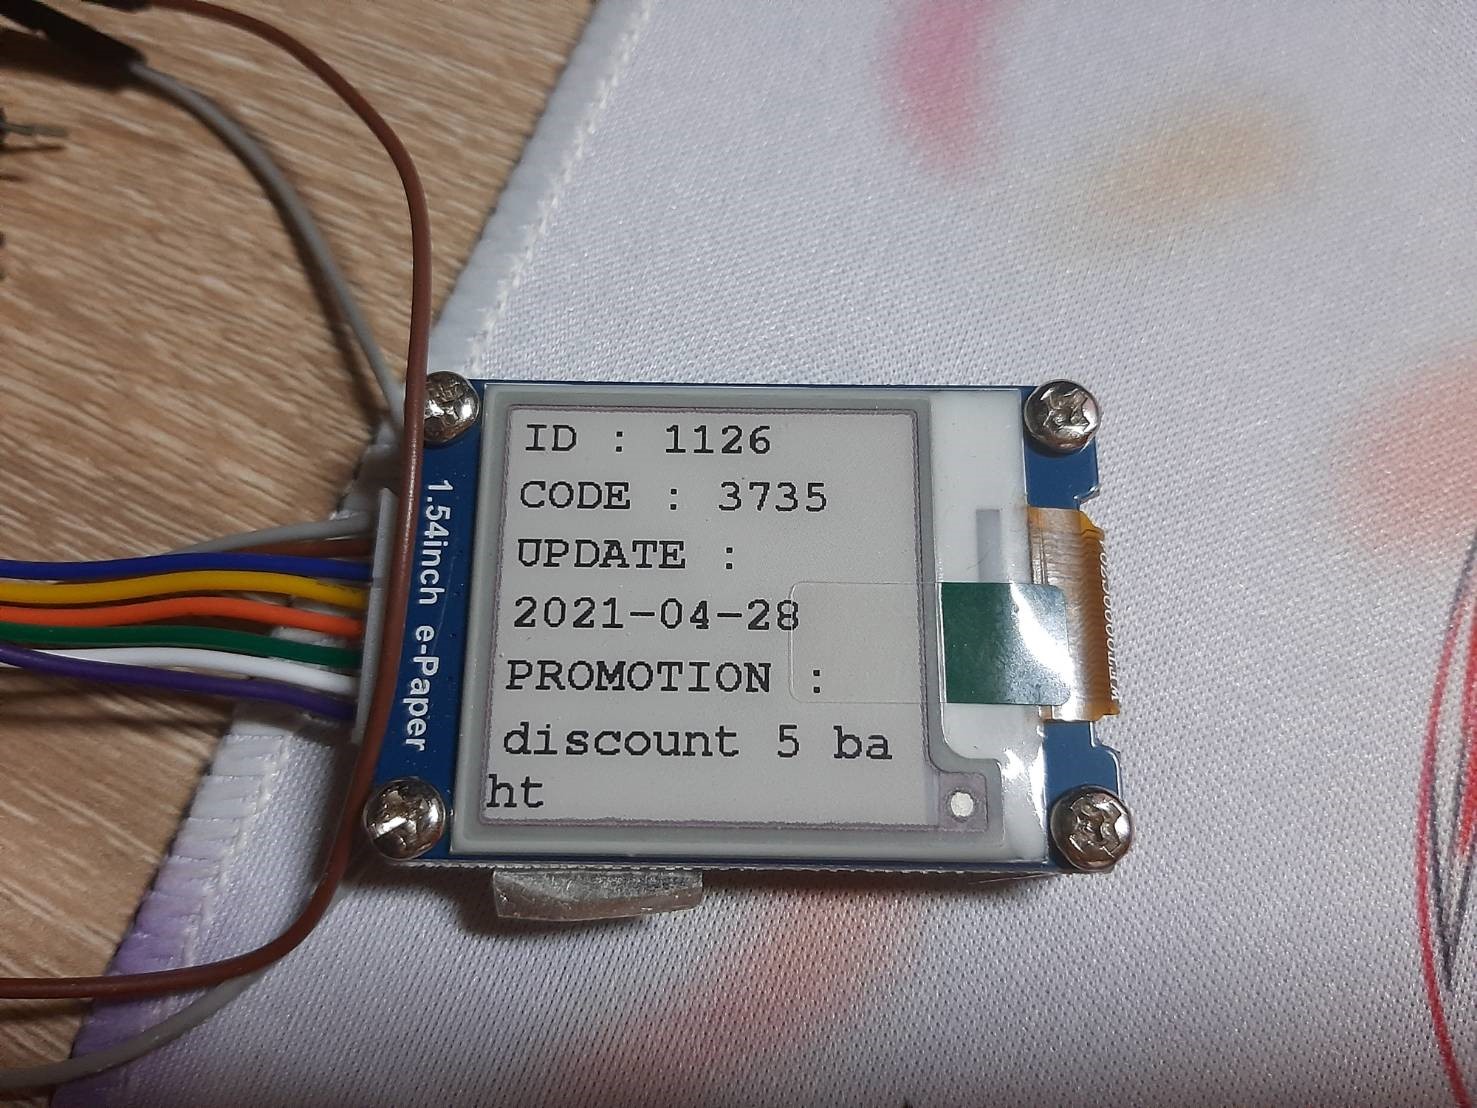 ID : 1126
CODE : 3735
UPDATE :
2021-04-28
PROMOTION :
discount 5 ba
ht
1.54inch e-Paper